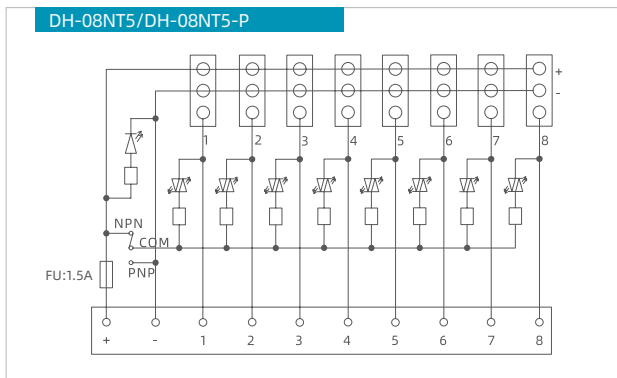 DH-08NT5/DH-08NT5-P
+
-
1 2 3 4 5 6 7 8
NPN
COM
PNP
FU:1.5A
+ - 1 2 3 4 5 6 7 8